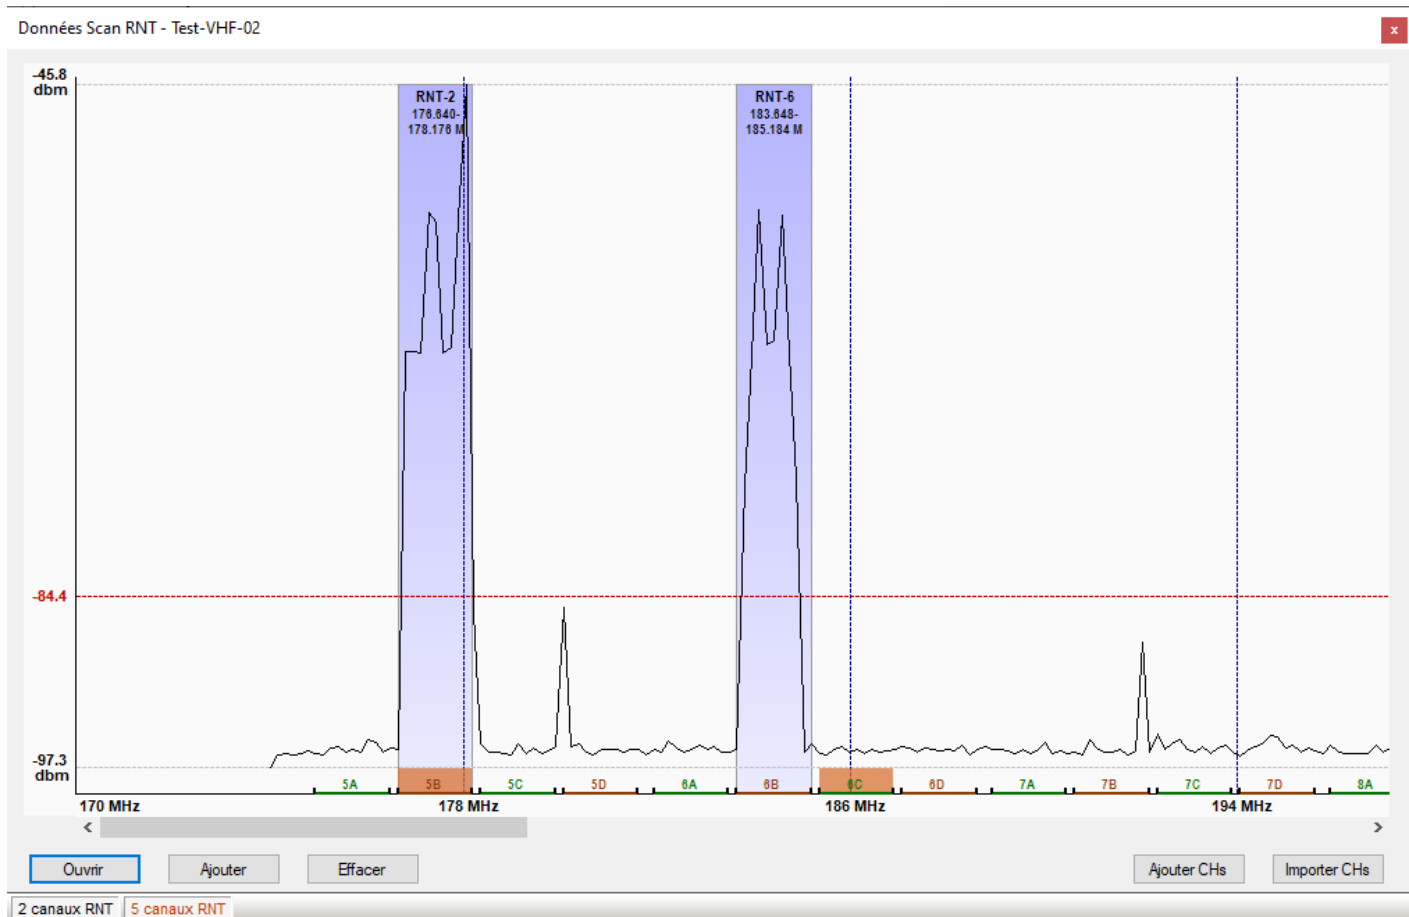 Données Scan RNT - Test-VHF-02
x
-45.8
dbm
RNT-2
176.640-
178.176 M
RNT-6
183.648-
185.184 M
-84.4
-97.3
dbm
5A 5B 5C 5D 6A 6B 6C 6D 7A 7B 7C 7D 8A
170 MHz 178 MHz 186 MHz 194 MHz
Ouvrir Ajouter Effacer Ajouter CHs Importer CHs
2 canaux RNT 5 canaux RNT